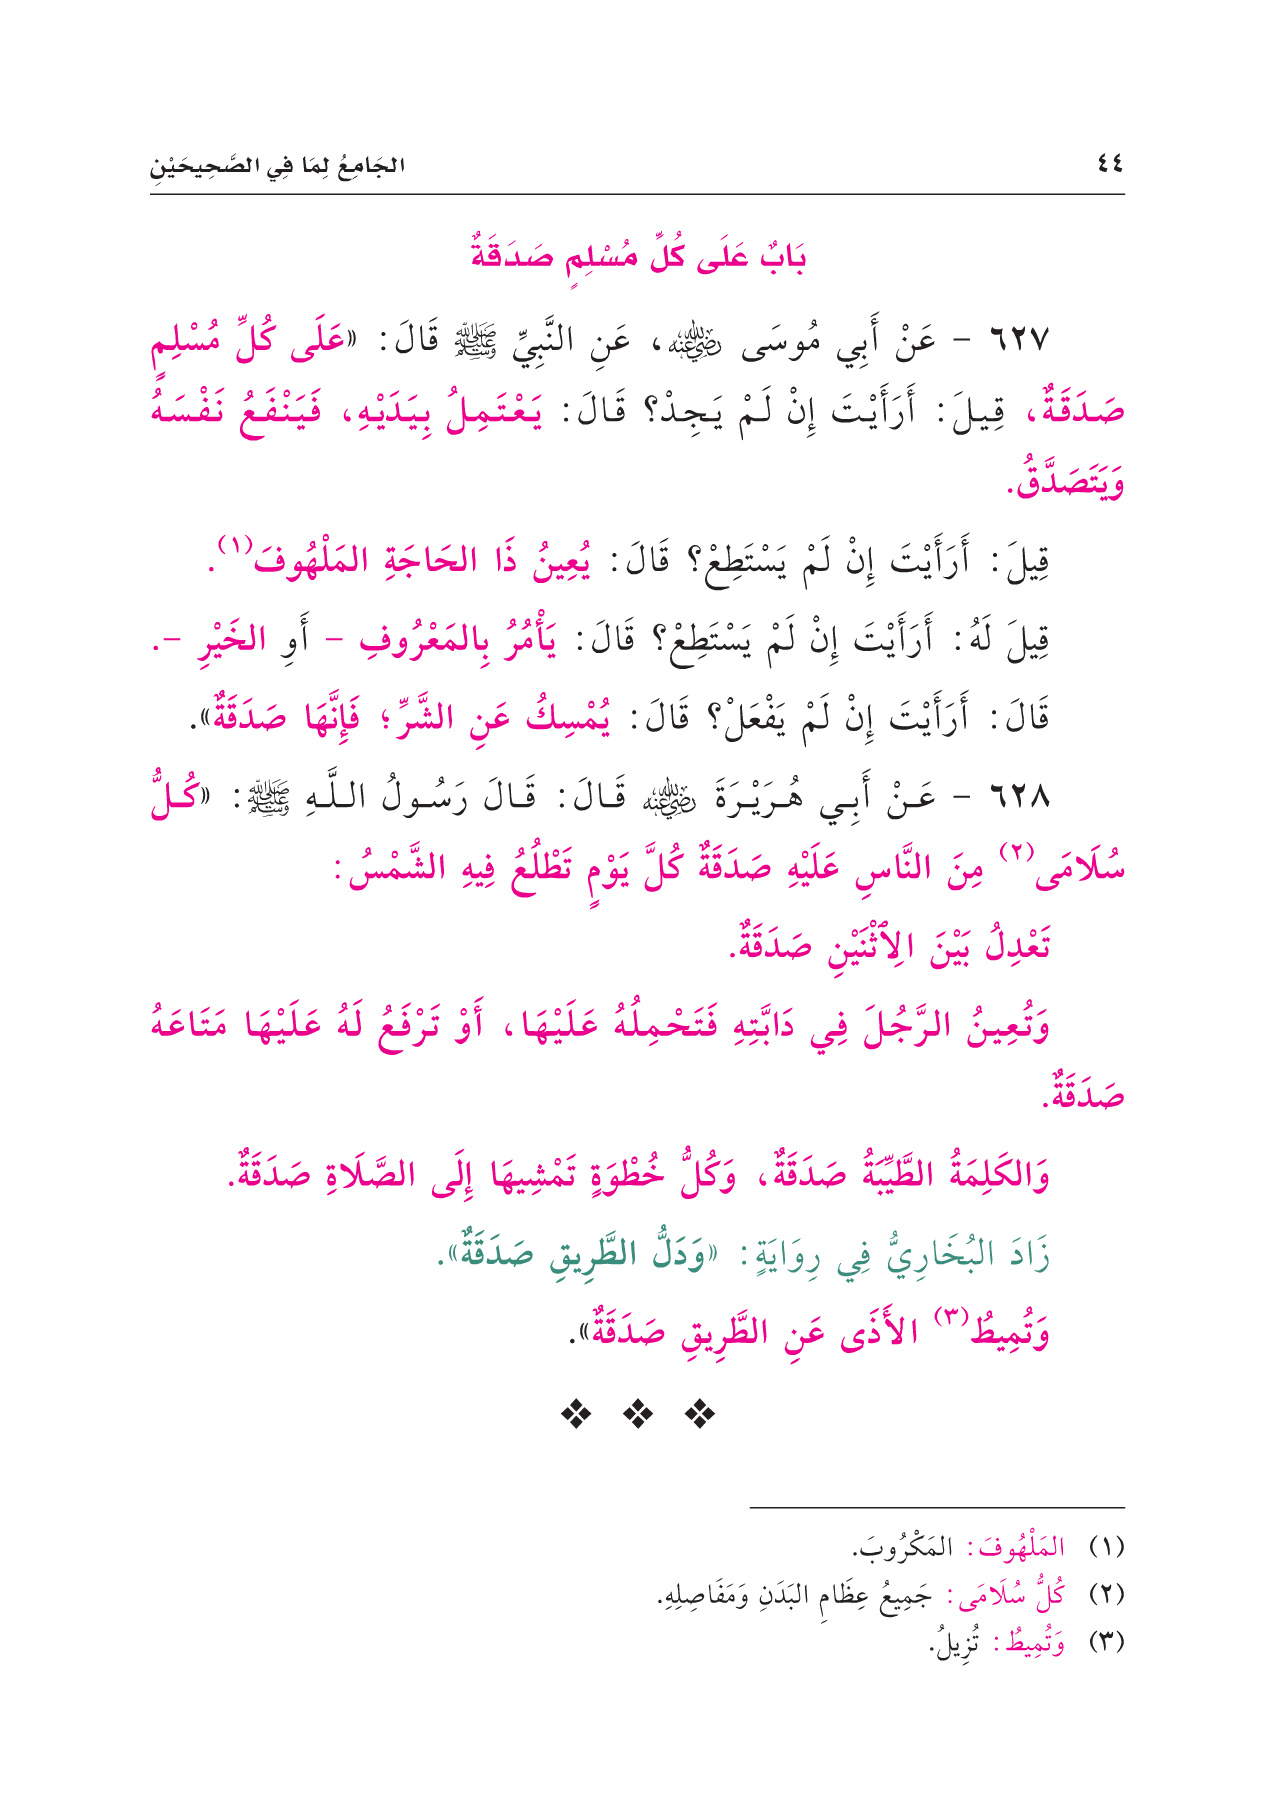 ٤٤
الجَامِعُ لِمَا فِي الصَّحِيحَيْنِ
بَابٌ عَلَى كُلِّ مُسْلِمٍ صَدَقَةٌ
٦٢٧ - عَنْ أَبِي مُوسَى رضي الله عنه، عَنِ النَّبِيِّ ﷺ قَالَ: «عَلَى كُلِّ مُسْلِمٍ
صَدَقَةٌ، قِيلَ: أَرَأَيْتَ إِنْ لَمْ يَجِدْ؟ قَالَ: يَعْتَمِلُ بِيَدَيْهِ، فَيَنْفَعُ نَفْسَهُ
وَيَتَصَدَّقُ.
قِيلَ: أَرَأَيْتَ إِنْ لَمْ يَسْتَطِعْ؟ قَالَ: يُعِينُ ذَا الحَاجَةِ المَلْهُوفَ(١).
قِيلَ لَهُ: أَرَأَيْتَ إِنْ لَمْ يَسْتَطِعْ؟ قَالَ: يَأْمُرُ بِالمَعْرُوفِ - أَوِ الخَيْرِ -.
قَالَ: أَرَأَيْتَ إِنْ لَمْ يَفْعَلْ؟ قَالَ: يُمْسِكُ عَنِ الشَّرِّ؛ فَإِنَّهَا صَدَقَةٌ».
٦٢٨ - عَنْ أَبِي هُرَيْرَةَ رضي الله عنه قَالَ: قَالَ رَسُولُ اللَّهِ ﷺ: «كُلُّ
سُلَامَى(٢) مِنَ النَّاسِ عَلَيْهِ صَدَقَةٌ كُلَّ يَوْمٍ تَطْلُعُ فِيهِ الشَّمْسُ:
تَعْدِلُ بَيْنَ الِاثْنَيْنِ صَدَقَةٌ.
وَتُعِينُ الرَّجُلَ فِي دَابَّتِهِ فَتَحْمِلُهُ عَلَيْهَا، أَوْ تَرْفَعُ لَهُ عَلَيْهَا مَتَاعَهُ
صَدَقَةٌ.
وَالكَلِمَةُ الطَّيِّبَةُ صَدَقَةٌ، وَكُلُّ خُطْوَةٍ تَمْشِيهَا إِلَى الصَّلَاةِ صَدَقَةٌ.
زَادَ البُخَارِيُّ فِي رِوَايَةٍ: «وَدَلُّ الطَّرِيقِ صَدَقَةٌ».
وَتُمِيطُ(٣) الأَذَى عَنِ الطَّرِيقِ صَدَقَةٌ».
(١) المَلْهُوفَ: المَكْرُوبَ.
(٢) كُلُّ سُلَامَى: جَمِيعُ عِظَامِ البَدَنِ وَمَفَاصِلِهِ.
(٣) وَتُمِيطُ: تُزِيلُ.